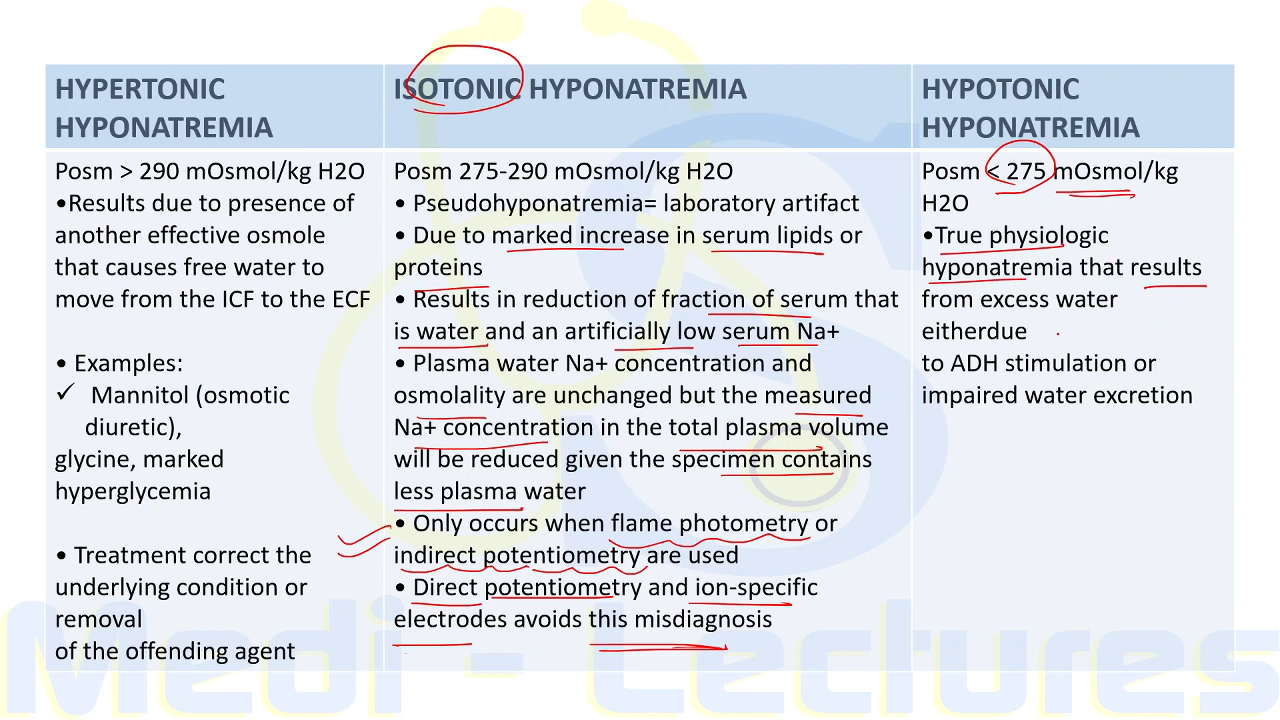 HYPERTONIC
HYPONATREMIA
Posm > 290 mOsmol/kg H2O
•Results due to presence of
another effective osmole
that causes free water to
move from the ICF to the ECF
• Examples:
✓ Mannitol (osmotic
diuretic),
glycine, marked
hyperglycemia
• Treatment correct the
underlying condition or
removal
of the offending agent
ISOTONIC HYPONATREMIA
Posm 275-290 mOsmol/kg H2O
• Pseudohyponatremia= laboratory artifact
• Due to marked increase in serum lipids or
proteins
• Results in reduction of fraction of serum that
is water and an artificially low serum Na+
• Plasma water Na+ concentration and
osmolality are unchanged but the measured
Na+ concentration in the total plasma volume
will be reduced given the specimen contains
less plasma water
• Only occurs when flame photometry or
indirect potentiometry are used
• Direct potentiometry and ion-specific
electrodes avoids this misdiagnosis
HYPOTONIC
HYPONATREMIA
Posm < 275 mOsmol/kg
H2O
•True physiologic
hyponatremia that results
from excess water
eitherdue
to ADH stimulation or
impaired water excretion
Medi - Lectures